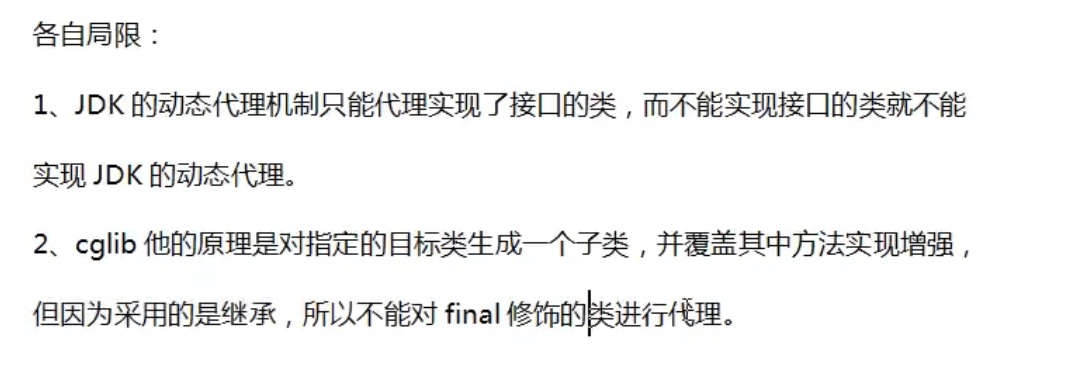 各自局限：
1、JDK 的动态代理机制只能代理实现了接口的类，而不能实现接口的类就不能
实现 JDK 的动态代理。
2、cglib 他的原理是对指定的目标类生成一个子类，并覆盖其中方法实现增强，
但因为采用的是继承，所以不能对 final 修饰的类进行代理。